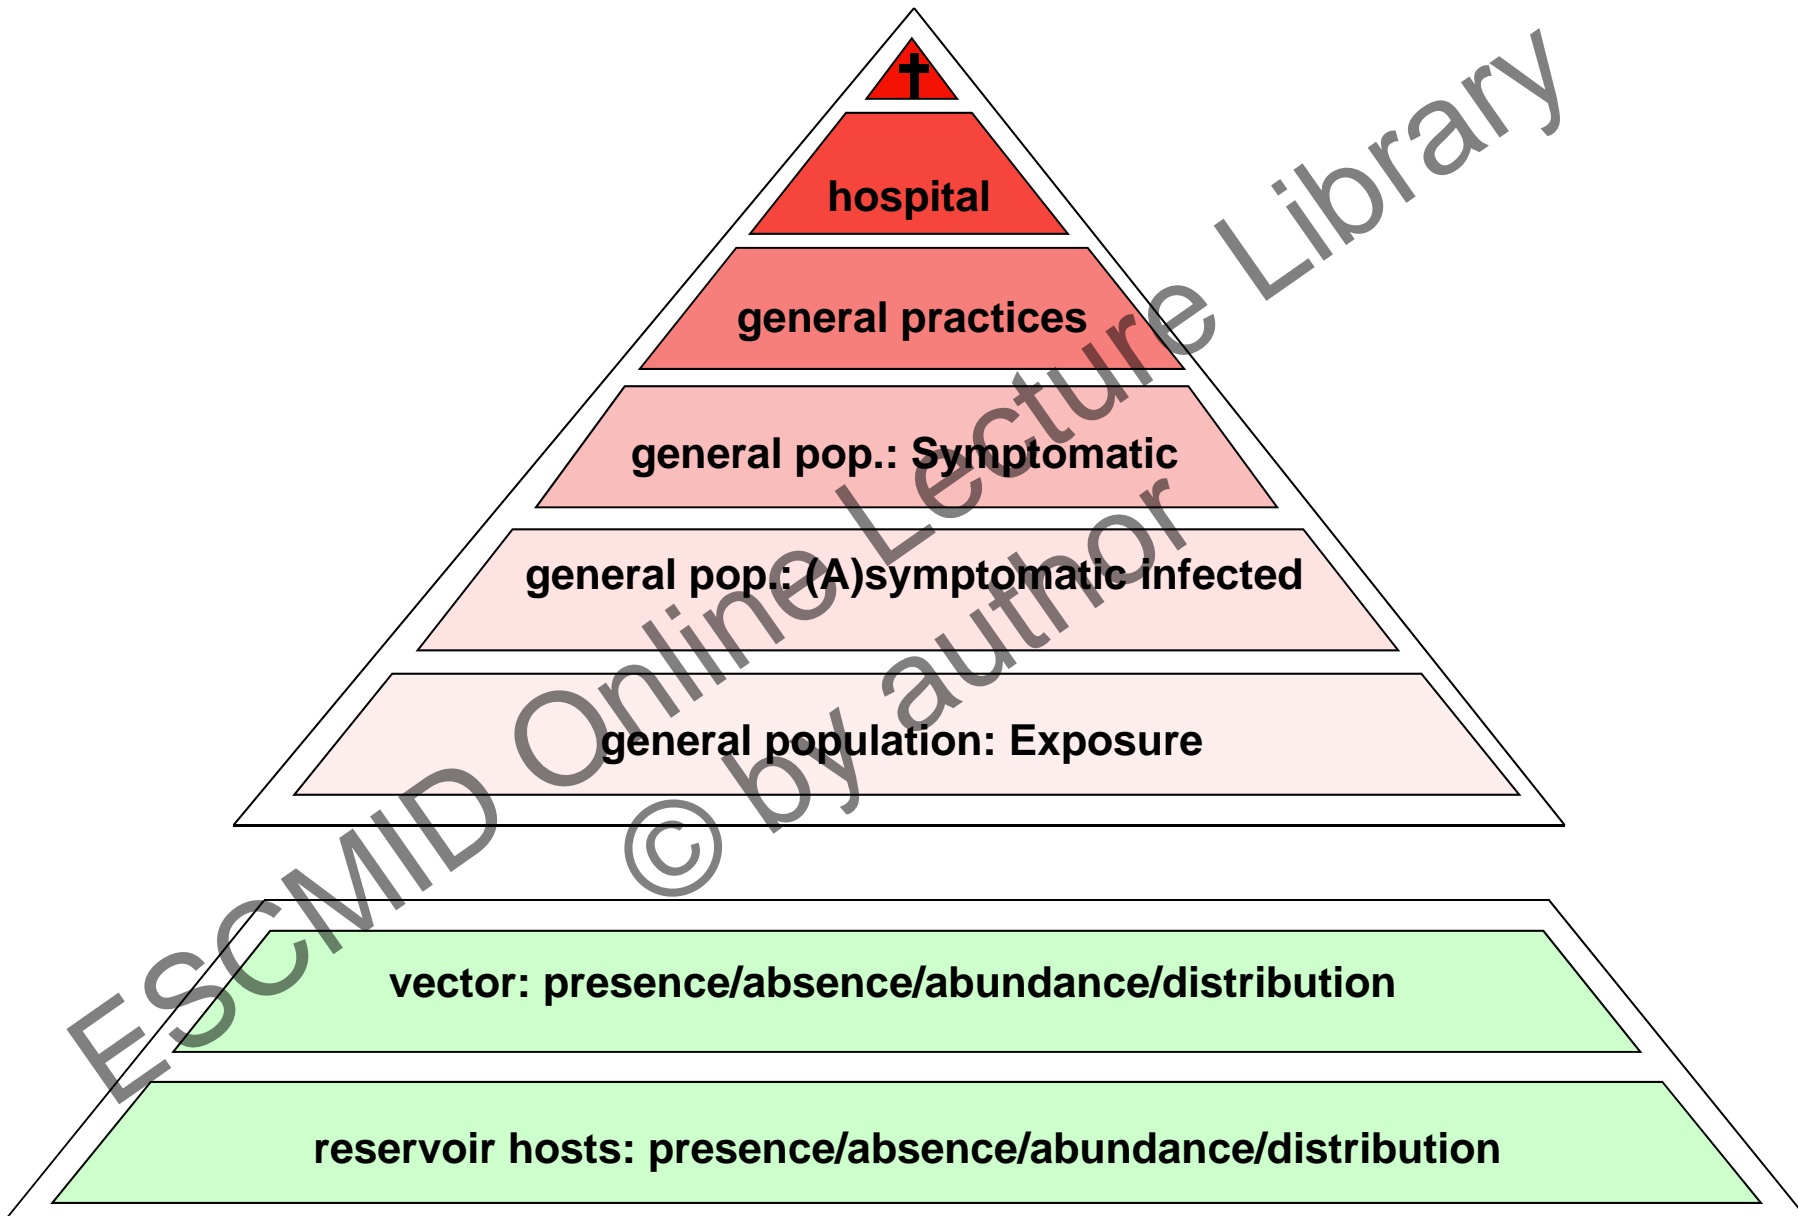 hospital
general practices
general pop.: Symptomatic
general pop.: (A)symptomatic infected
general population: Exposure
vector: presence/absence/abundance/distribution
reservoir hosts: presence/absence/abundance/distribution
ESCMID Online Lecture Library
© by author